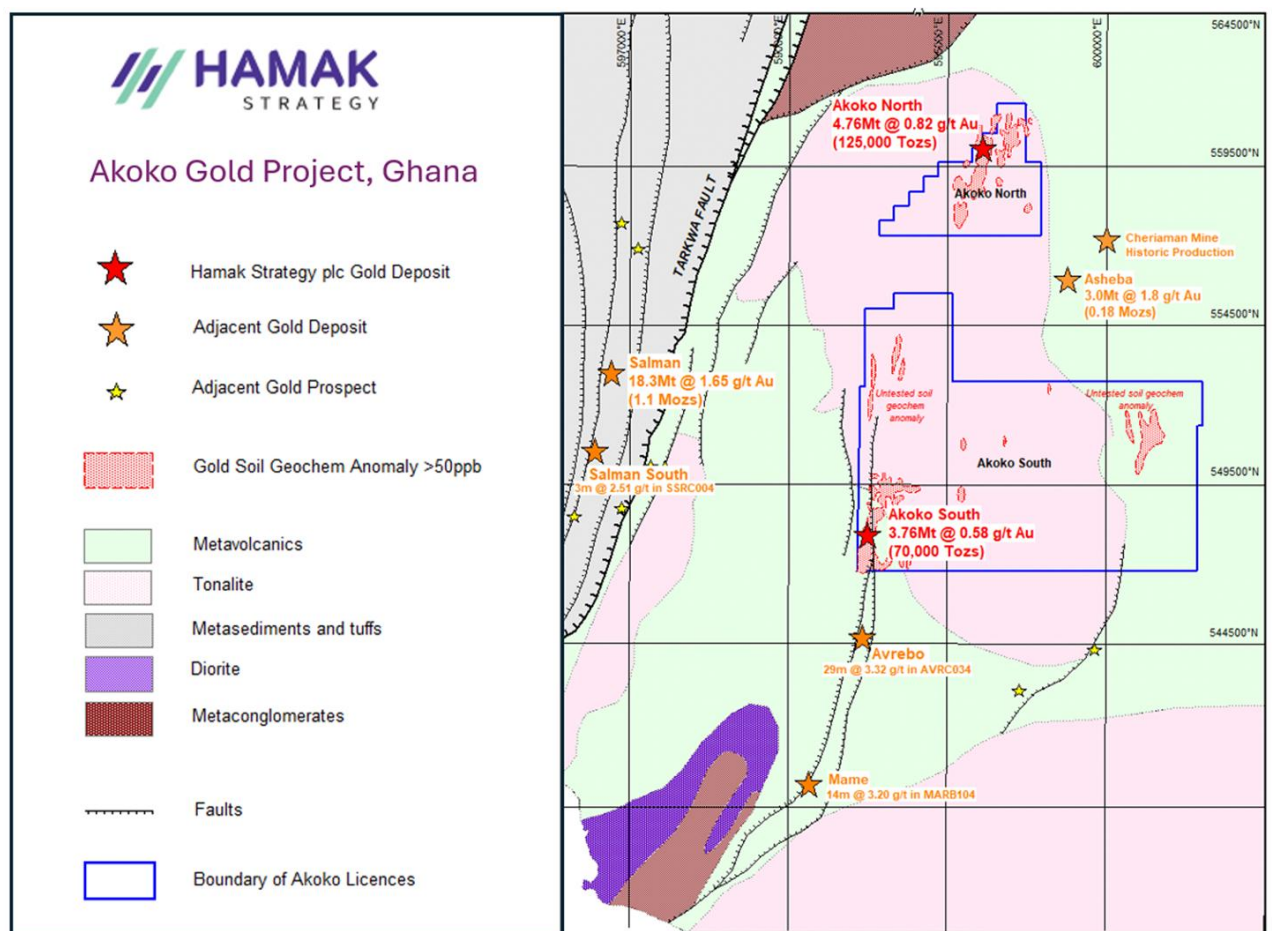 HAMAK
STRATEGY
Akoko Gold Project, Ghana
Hamak Strategy plc Gold Deposit
Adjacent Gold Deposit
Adjacent Gold Prospect
Gold Soil Geochem Anomaly >50ppb
Metavolcanics
Tonalite
Metasediments and tuffs
Diorite
Metaconglomerates
Faults
Boundary of Akoko Licences
597000°E
600000°E
564500°N
Akoko North
4.76Mt @ 0.82 g/t Au
(125,000 Tozs)
559500°N
Akoko North
TARKWA FAULT
Cheriaman Mine
Historic Production
Asheba
3.0Mt @ 1.8 g/t Au
(0.18 Mozs)
554500°N
Salman
18.3Mt @ 1.65 g/t Au
(1.1 Mozs)
Untested soil
geochem
anomaly
Untested soil geochem
anomaly
Akoko South
549500°N
Salman South
3m @ 2.51 g/t in SSRC004
Akoko South
3.76Mt @ 0.58 g/t Au
(70,000 Tozs)
544500°N
Avrebo
29m @ 3.32 g/t in AVRC034
Mame
14m @ 3.20 g/t in MARB104